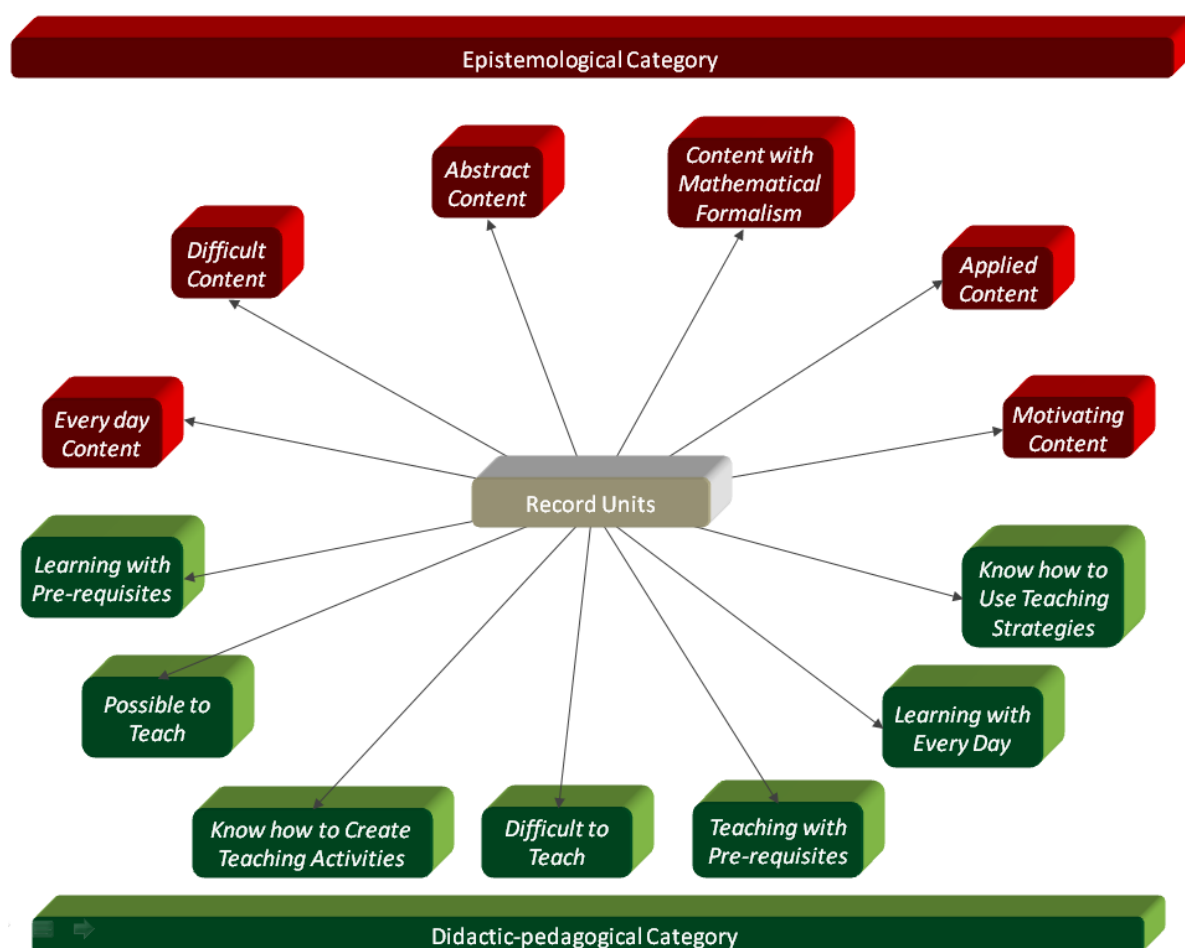 Epistemological Category
Abstract
Content
Content with
Mathematical
Formalism
Difficult
Content
Applied
Content
Every day
Content
Motivating
Content
Record Units
Learning with
Pre-requisites
Know how to
Use Teaching
Strategies
Possible to
Teach
Learning with
Every Day
Know how to Create
Teaching Activities
Difficult to
Teach
Teaching with
Pre-requisites
Didactic-pedagogical Category